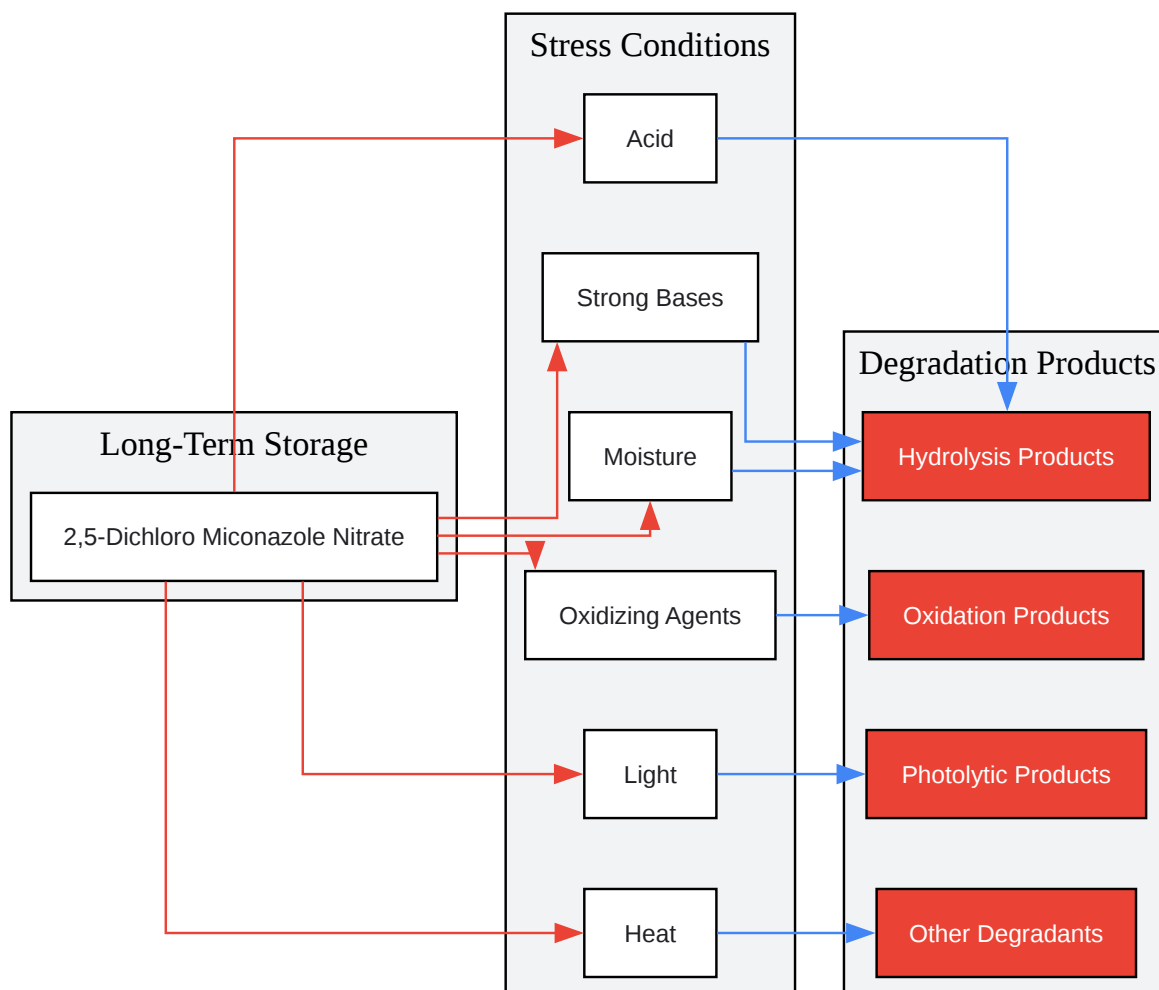 Stress Conditions
Acid
Strong Bases
Degradation Products
Long-Term Storage
Moisture
Hydrolysis Products
2,5-Dichloro Miconazole Nitrate
Oxidizing Agents
Oxidation Products
Light
Photolytic Products
Heat
Other Degradants